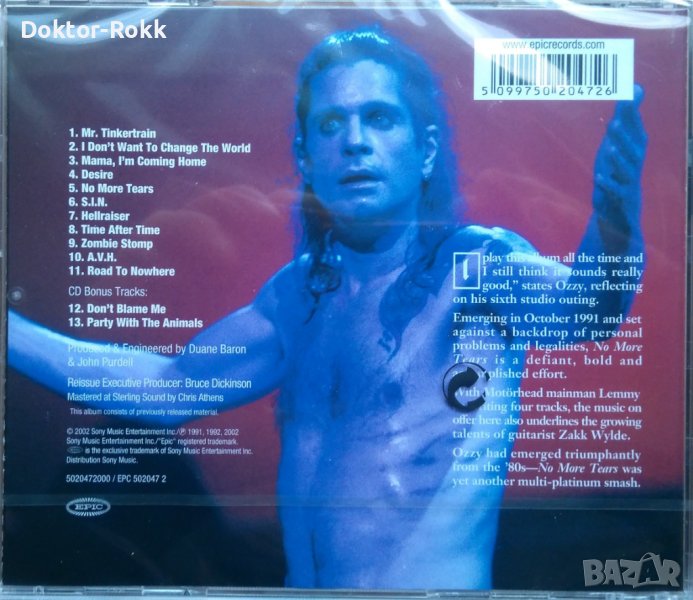 Doktor-Rokk
www.epicrecords.com
5 099750 204726
1. Mr. Tinkertrain
2. I Don't Want To Change The World
3. Mama, I'm Coming Home
4. Desire
5. No More Tears
6. S.I.N.
7. Hellraiser
8. Time After Time
9. Zombie Stomp
10. A.V.H.
11. Road To Nowhere
CD Bonus Tracks:
12. Don't Blame Me
13. Party With The Animals
Produced & Engineered by Duane Baron
& John Purdell
Reissue Executive Producer: Bruce Dickinson
Mastered at Sterling Sound by Chris Athens
This album consists of previously released material.
© 2002 Sony Music Entertainment Inc./℗ 1991, 1992, 2002
Sony Music Entertainment Inc./"Epic" registered trademark.
is the exclusive trademark of Sony Music Entertainment Inc.
Distribution Sony Music.
5020472000 / EPC 502047 2
EPIC
I play this album all the time and
I still think it sounds really
good," states Ozzy, reflecting
on his sixth studio outing.
Emerging in October 1991 and set
against a backdrop of personal
problems and legalities, No More
Tears is a defiant, bold and
effort.
With Motörhead mainman Lemmy
four tracks, the music on
offer here also underlines the growing
talents of guitarist Zakk Wylde.
Ozzy had emerged triumphantly
from the '80s—No More Tears was
yet another multi-platinum smash.
BAZAR